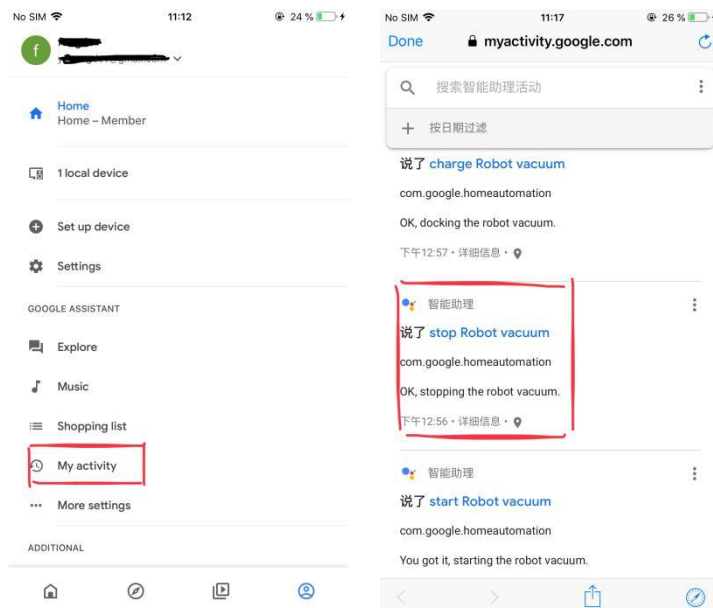 No SIM 11:12 24 %
f
Home
Home – Member
1 local device
Set up device
Settings
GOOGLE ASSISTANT
Explore
Music
Shopping list
My activity
More settings
ADDITIONAL
No SIM 11:17 26 %
Done myactivity.google.com
搜索智能助理活动
按日期过滤
说了 charge Robot vacuum
com.google.homeautomation
OK, docking the robot vacuum.
下午12:57 • 详细信息 •
智能助理
说了 stop Robot vacuum
com.google.homeautomation
OK, stopping the robot vacuum.
下午12:56 • 详细信息 •
智能助理
说了 start Robot vacuum
com.google.homeautomation
You got it, starting the robot vacuum.